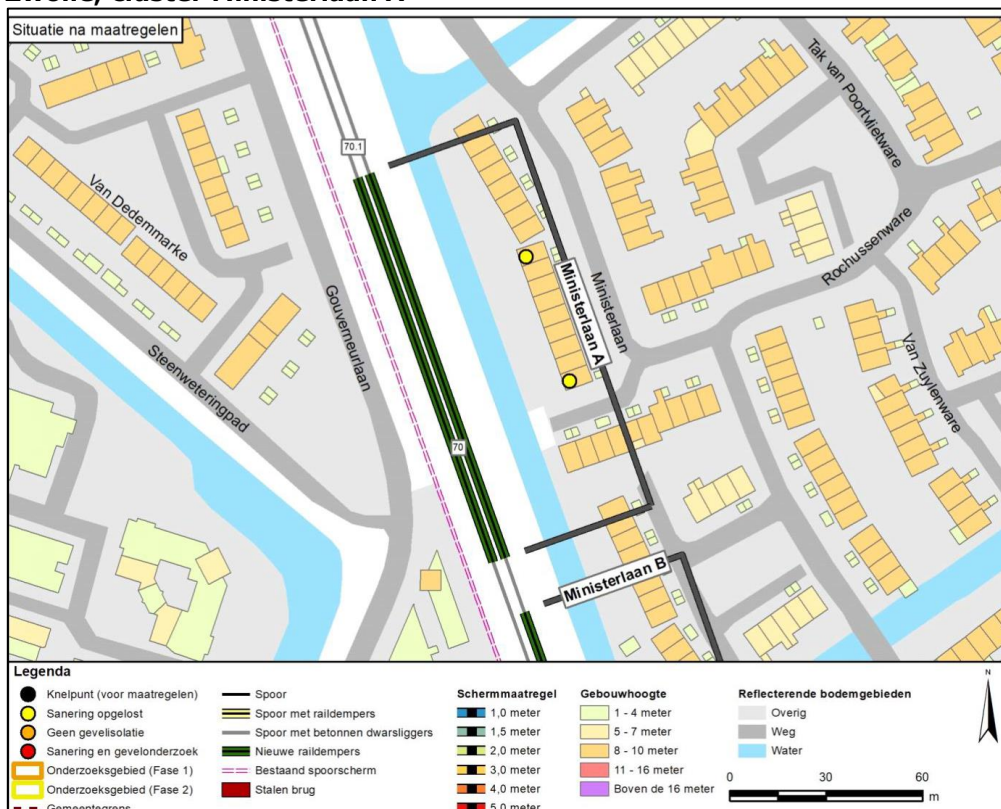 Situatie na maatregelen
70.1
Tak van Poortvlietware
Van Dedemmarke
Ministerlaan A
Ministerlaan
Rochussenware
Gouverneurlaan
Steenweteringpad
Van Zuylenware
70
Ministerlaan B
Legenda
Knelpunt (voor maatregelen)
Sanering opgelost
Geen gevelisolatie
Sanering en gevelonderzoek
Onderzoeksgebied (Fase 1)
Onderzoeksgebied (Fase 2)
Gemeentegrens
Spoor
Spoor met raildempers
Spoor met betonnen dwarsliggers
Nieuwe raildempers
Bestaand spoorscherm
Stalen brug
Schermmaatregel
1,0 meter
1,5 meter
2,0 meter
3,0 meter
4,0 meter
5,0 meter
Gebouwhoogte
1 - 4 meter
5 - 7 meter
8 - 10 meter
11 - 16 meter
Boven de 16 meter
Reflecterende bodemgebieden
Overig
Weg
Water
N
0 30 60
m